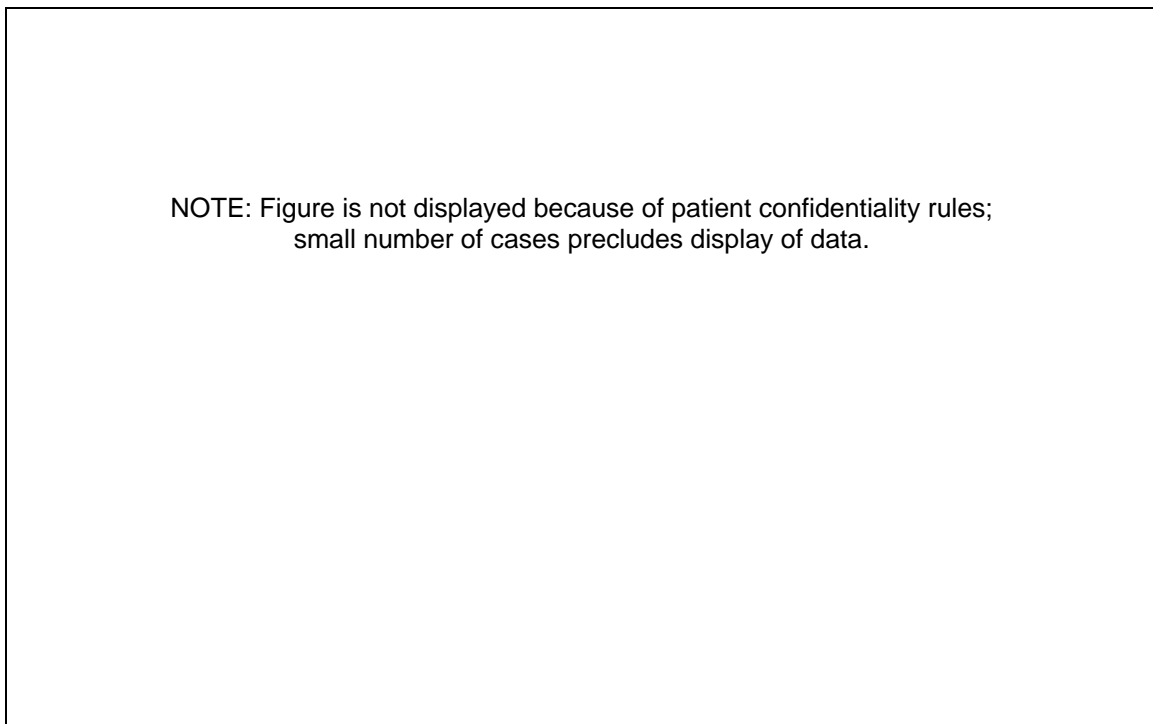 NOTE: Figure is not displayed because of patient confidentiality rules;
small number of cases precludes display of data.